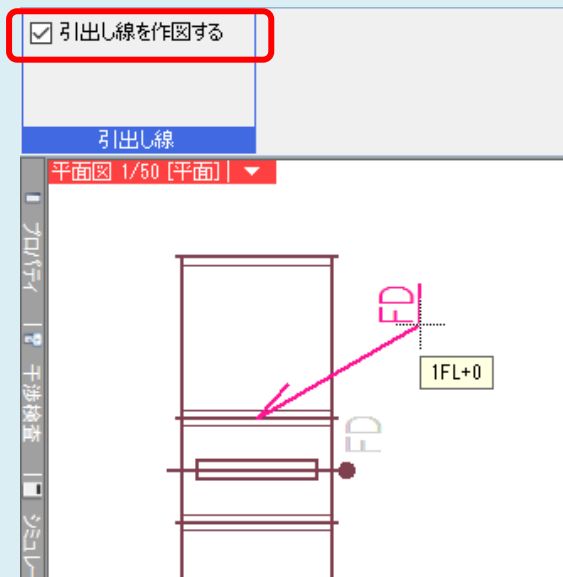 引出し線を作図する
引出し線
平面図 1/50 [平面]
プロパティ
干渉検査
シミュレー
FD
1FL+0
FD